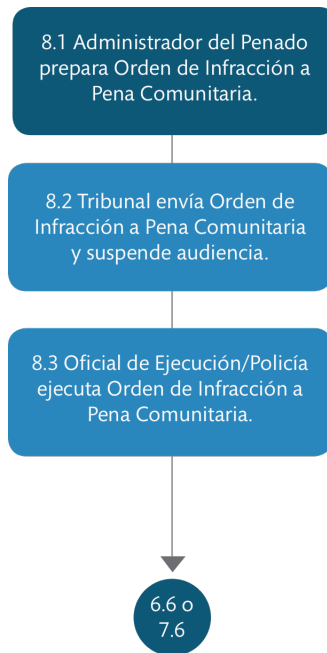 8.1 Administrador del Penado
prepara Orden de Infracción a
Pena Comunitaria.
8.2 Tribunal envía Orden de
Infracción a Pena Comunitaria
y suspende audiencia.
8.3 Oficial de Ejecución/Policía
ejecuta Orden de Infracción a
Pena Comunitaria.
6.6 o
7.6